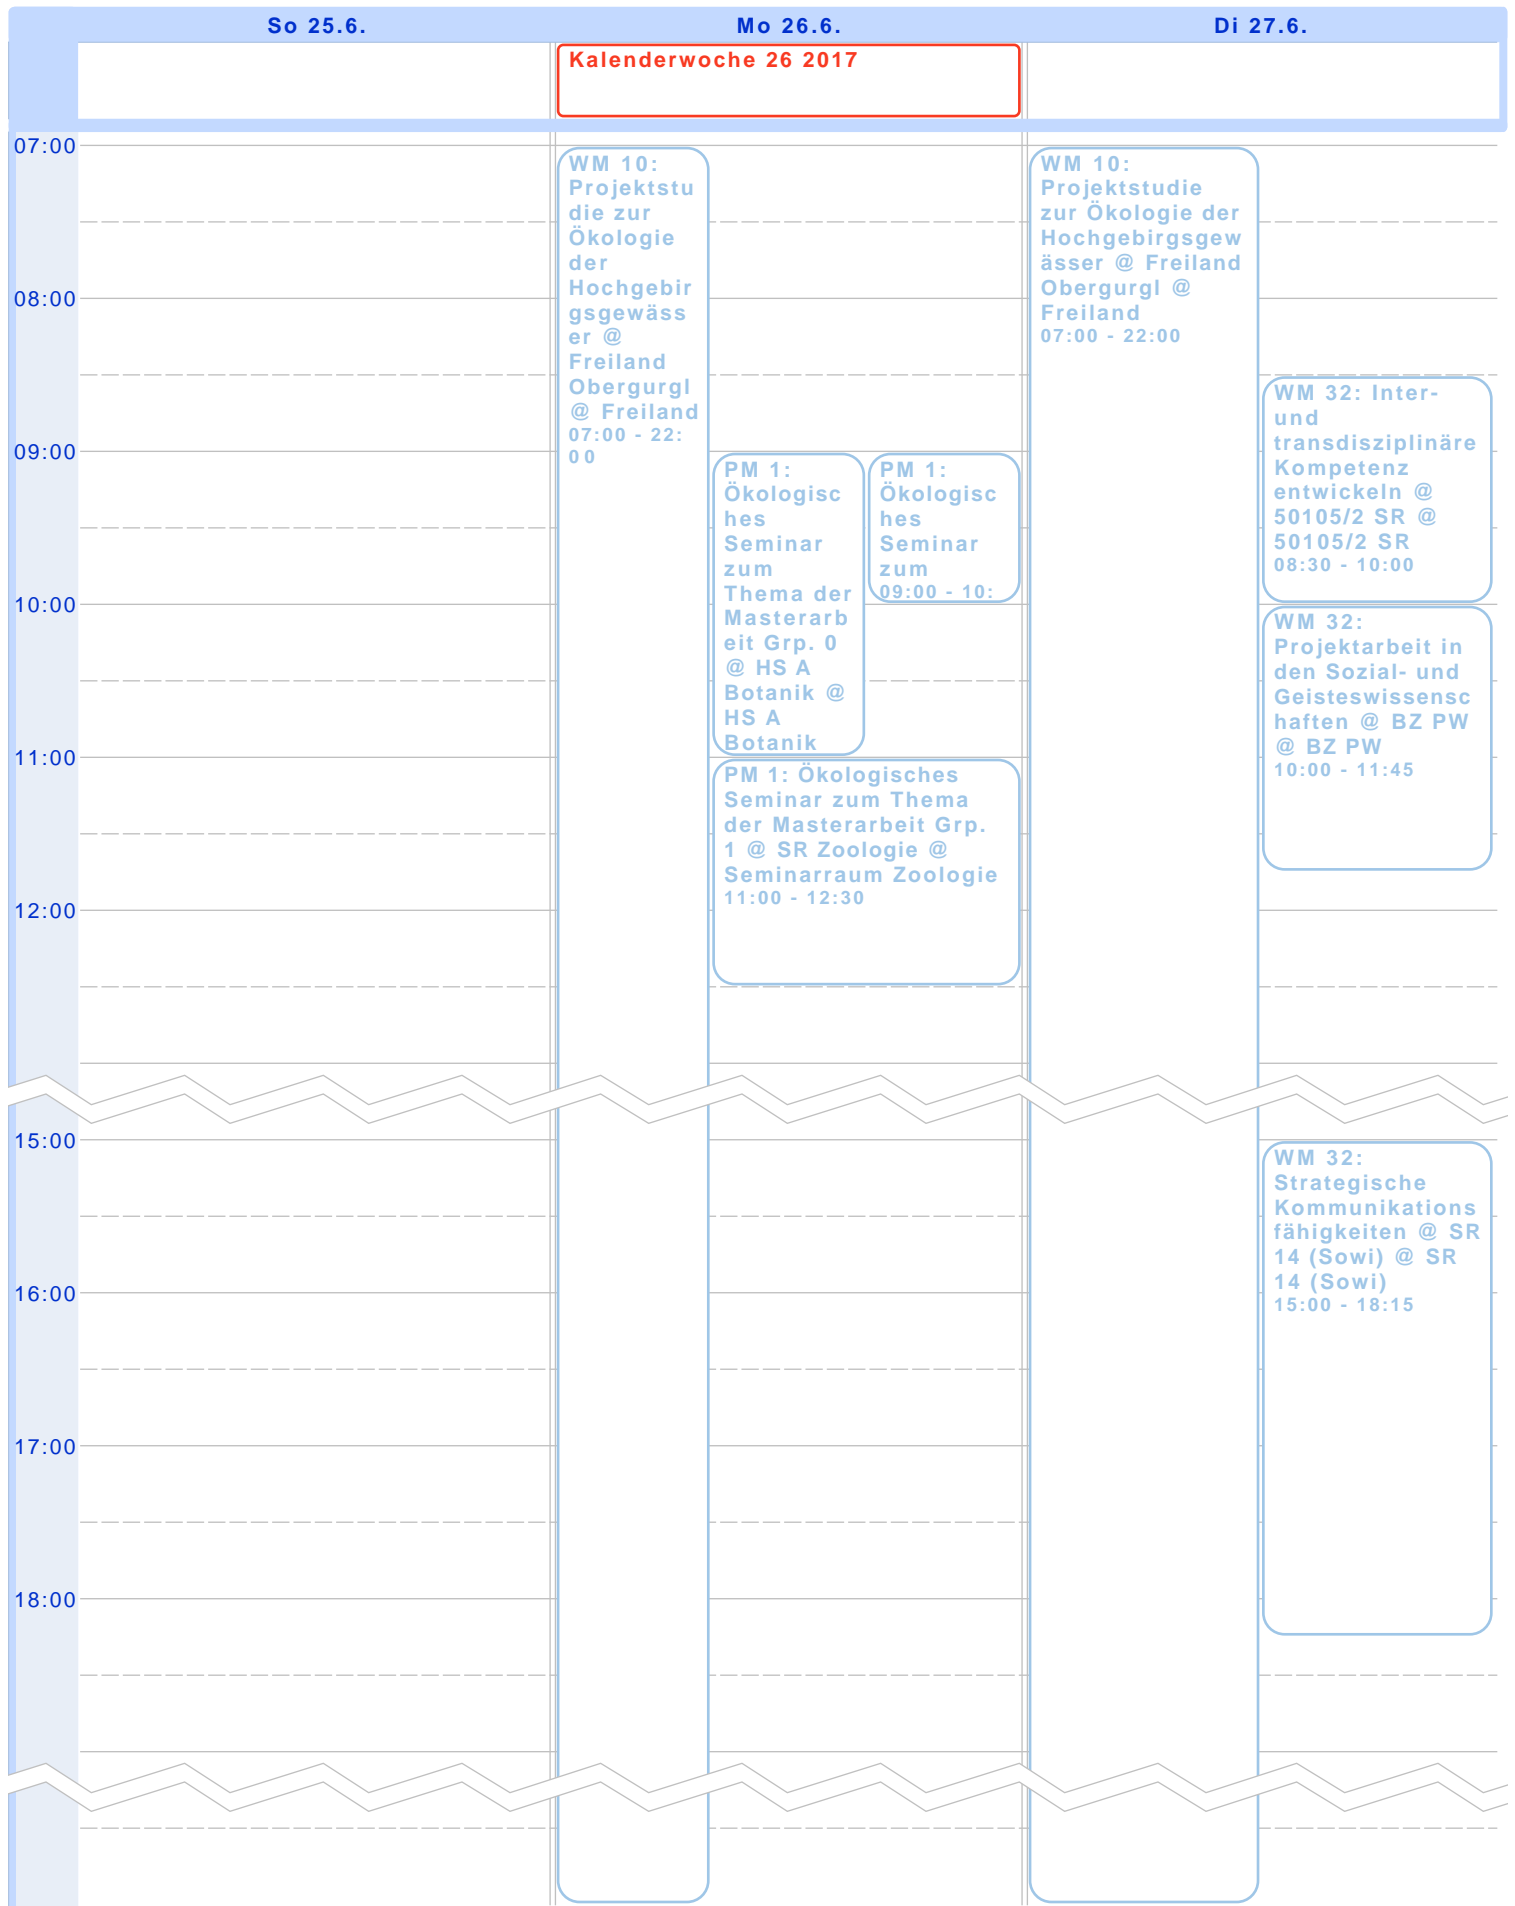 So 25.6.
Mo 26.6.
Di 27.6.
Kalenderwoche 26 2017
07:00
08:00
09:00
10:00
11:00
12:00
15:00
16:00
17:00
18:00
WM 10:
Projektstu
die zur
Ökologie
der
Hochgebir
gsgewäss
er @
Freiland
Obergurgl
@ Freiland
07:00 - 22:
00
PM 1:
Ökologisc
hes
Seminar
zum
Thema der
Masterarb
eit Grp. 0
@ HS A
Botanik @
HS A
Botanik
PM 1:
Ökologisc
hes
Seminar
zum
09:00 - 10:
PM 1: Ökologisches
Seminar zum Thema
der Masterarbeit Grp.
1 @ SR Zoologie @
Seminarraum Zoologie
11:00 - 12:30
WM 10:
Projektstudie
zur Ökologie der
Hochgebirgsgew
ässer @ Freiland
Obergurgl @
Freiland
07:00 - 22:00
WM 32: Inter-
und
transdisziplinäre
Kompetenz
entwickeln @
50105/2 SR @
50105/2 SR
08:30 - 10:00
WM 32:
Projektarbeit in
den Sozial- und
Geisteswissensc
haften @ BZ PW
@ BZ PW
10:00 - 11:45
WM 32:
Strategische
Kommunikations
fähigkeiten @ SR
14 (Sowi) @ SR
14 (Sowi)
15:00 - 18:15